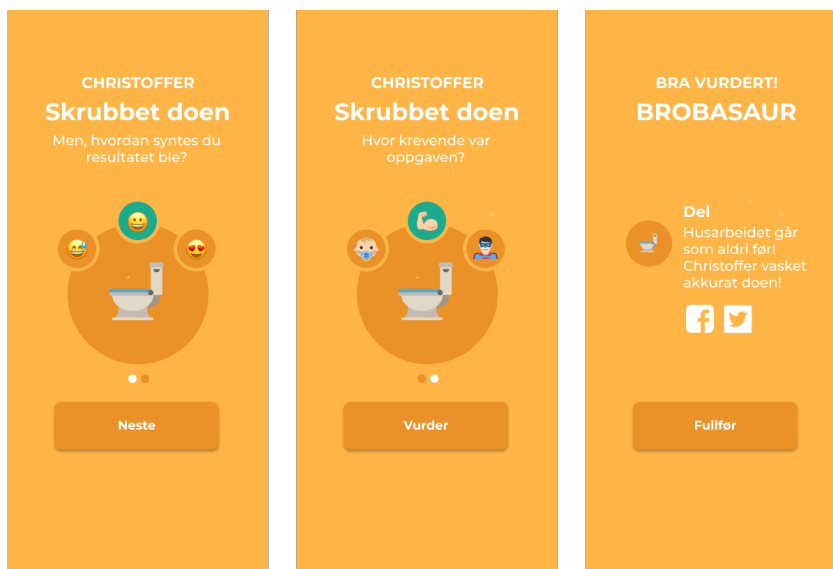 CHRISTOFFER
Skrubbet doen
Men, hvordan syntes du
resultatet ble?
Neste
CHRISTOFFER
Skrubbet doen
Hvor krevende var
oppgaven?
Vurder
BRA VURDERT!
BROBASAUR
Del
Husarbeidet går
som aldri før!
Christoffer vasket
akkurat doen!
Fullfør